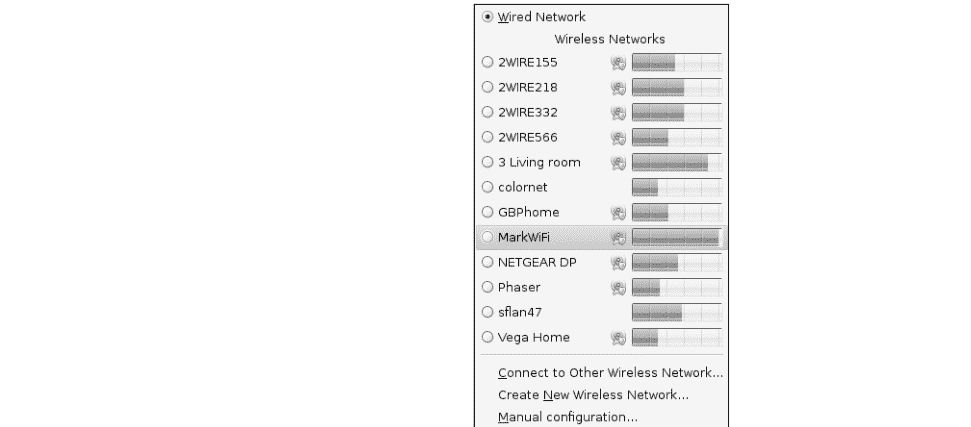 Wired Network
Wireless Networks
2WIRE155
2WIRE218
2WIRE332
2WIRE566
3 Living room
colornet
GBPhome
MarkWiFi
NETGEAR DP
Phaser
sflan47
Vega Home
Connect to Other Wireless Network...
Create New Wireless Network...
Manual configuration...